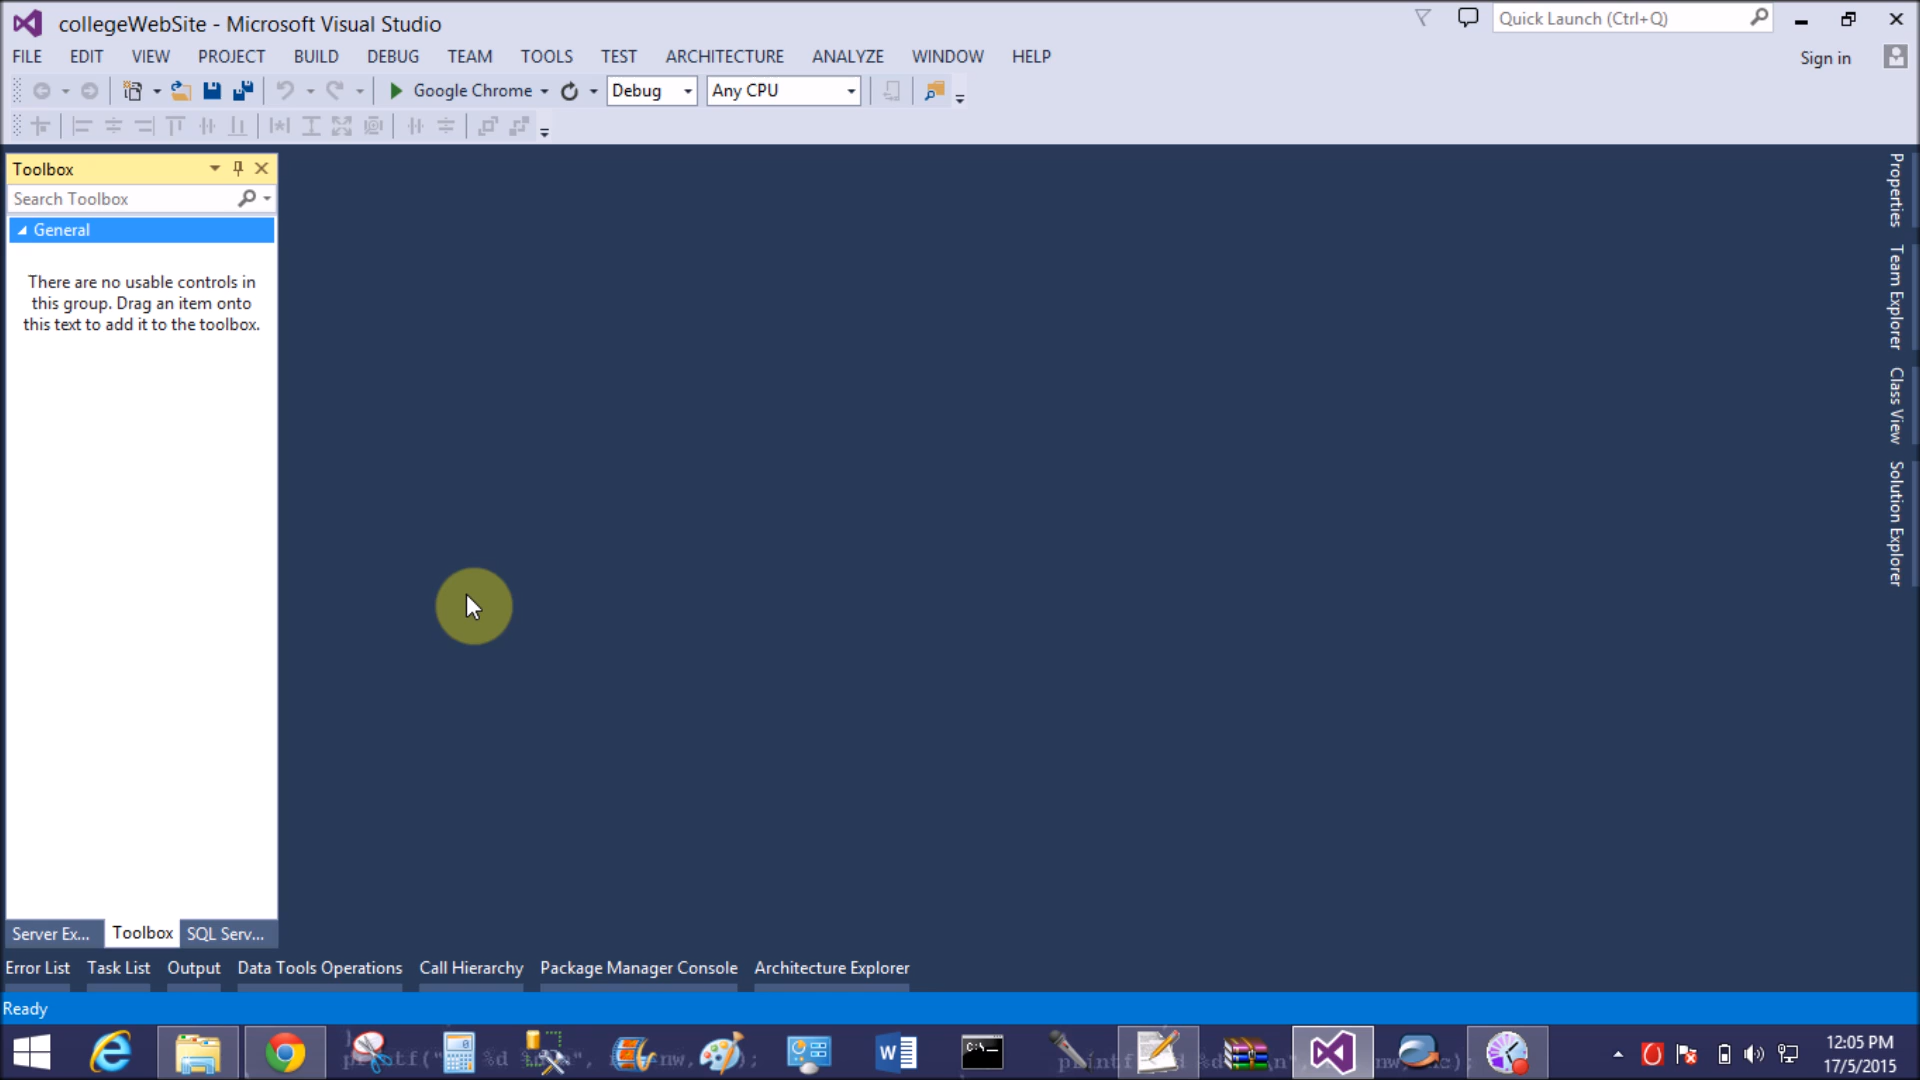 collegeWebSite - Microsoft Visual Studio
Quick Launch (Ctrl+Q)
FILE EDIT VIEW PROJECT BUILD DEBUG TEAM TOOLS TEST ARCHITECTURE ANALYZE WINDOW HELP
Sign in
Google Chrome Debug Any CPU
Toolbox
Search Toolbox
General
There are no usable controls in
this group. Drag an item onto
this text to add it to the toolbox.
Properties
Team Explorer
Class View
Solution Explorer
Server Ex... Toolbox SQL Serv...
Error List Task List Output Data Tools Operations Call Hierarchy Package Manager Console Architecture Explorer
Ready
12:05 PM
17/5/2015